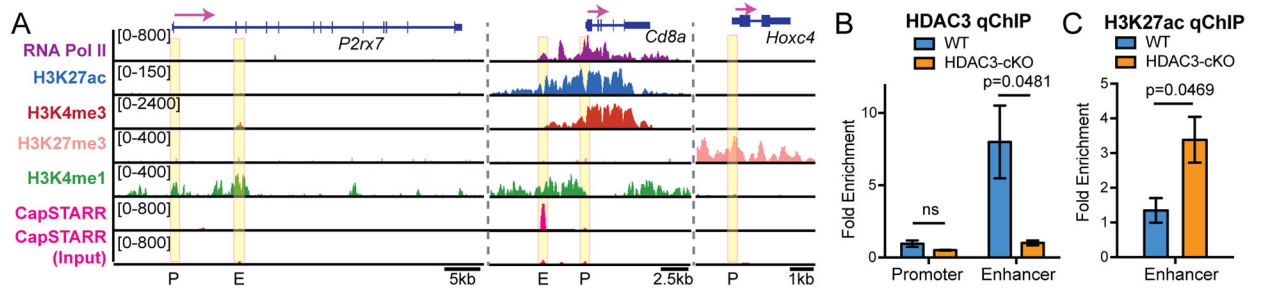 A
P2rx7
Cd8a
Hoxc4
RNA Pol II
[0-800]
H3K27ac
[0-150]
H3K4me3
[0-2400]
H3K27me3
[0-400]
H3K4me1
[0-400]
CapSTARR
[0-800]
CapSTARR
(Input)
[0-800]
P
E
5kb
E
P
2.5kb
P
1kb
B
HDAC3 qChIP
WT
HDAC3-cKO
p=0.0481
ns
Fold Enrichment
10
5
0
Promoter
Enhancer
C
H3K27ac qChIP
WT
HDAC3-cKO
p=0.0469
Fold Enrichment
5
4
3
2
1
0
Enhancer